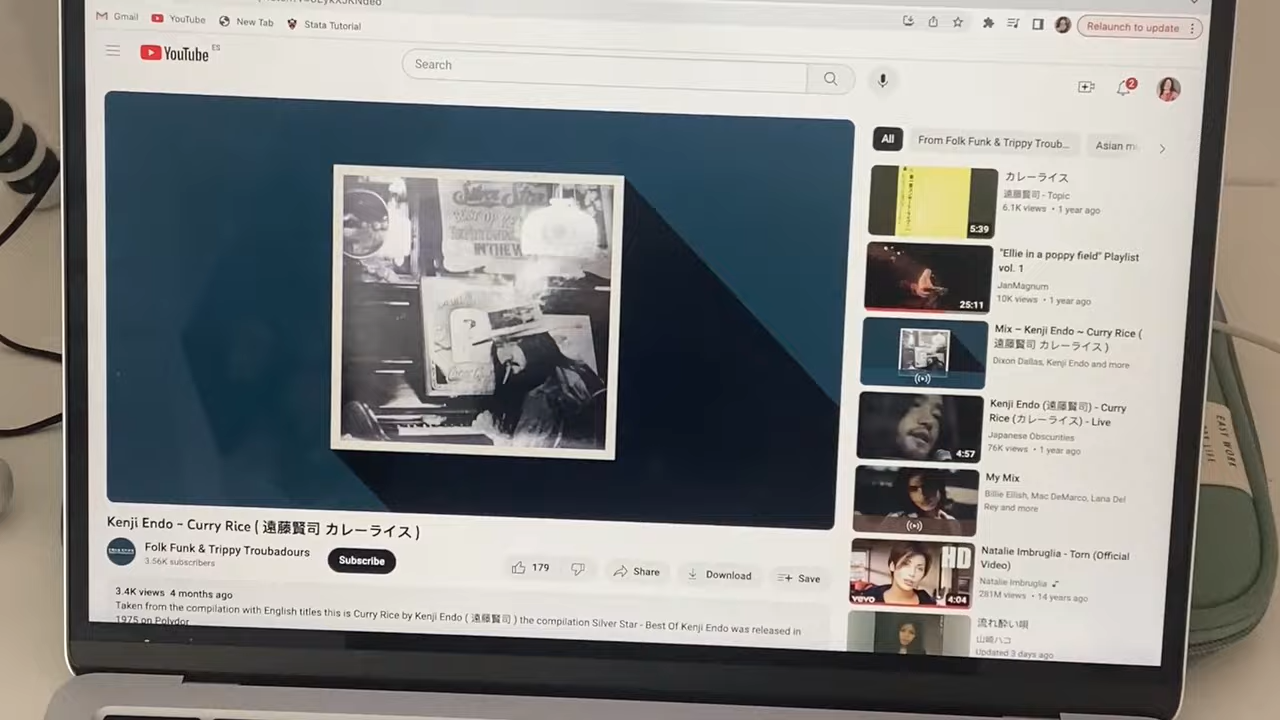 Gmail
YouTube
New Tab
Stata Tutorial
Relaunch to update
YouTube ES
Search
2
All
From Folk Funk & Trippy Troub...
Asian m
IN THE W
カレーライス
遠藤賢司 - Topic
6.1K views • 1 year ago
5:39
"Ellie in a poppy field" Playlist
vol. 1
JanMagnum
10K views • 1 year ago
25:11
Mix – Kenji Endo ~ Curry Rice (
遠藤賢司 カレーライス )
Dixon Dallas, Kenji Endo and more
Kenji Endo (遠藤賢司) - Curry
Rice (カレーライス) - Live
Japanese Obscurities
76K views • 1 year ago
4:57
My Mix
Billie Eilish, Mac DeMarco, Lana Del
Rey and more
Natalie Imbruglia - Torn (Official
Video)
Natalie Imbruglia
281M views • 14 years ago
HD
vevo
4:04
流れ酔い唄
山崎ハコ
Updated 3 days ago
Kenji Endo ~ Curry Rice ( 遠藤賢司 カレーライス )
Folk Funk & Trippy Troubadours
3.56K subscribers
Subscribe
179
Share
Download
Save
3.4K views 4 months ago
Taken from the compilation with English titles this is Curry Rice by Kenji Endo ( 遠藤賢司 ) the compilation Silver Star - Best Of Kenji Endo was released in
1975 on Polydor
EASY WORK
LIFE